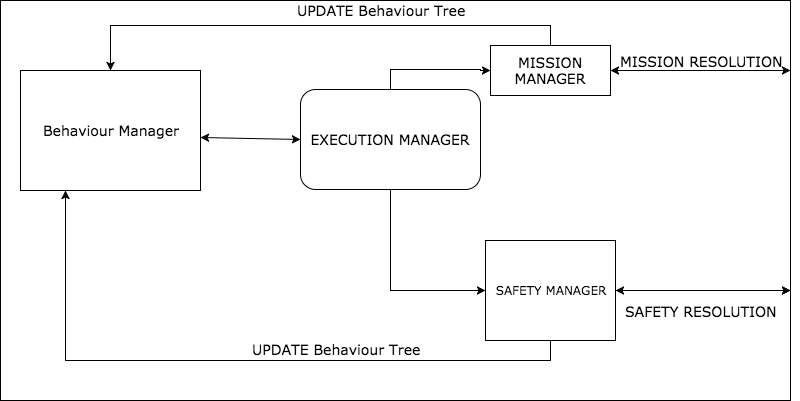 UPDATE Behaviour Tree
MISSION
MANAGER
MISSION RESOLUTION
Behaviour Manager
EXECUTION MANAGER
SAFETY MANAGER
SAFETY RESOLUTION
UPDATE Behaviour Tree